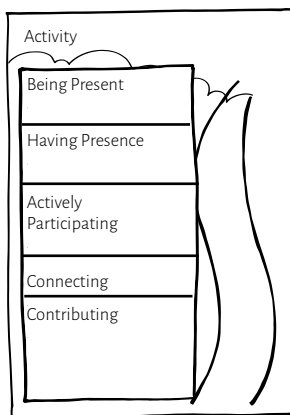 Activity
Being Present
Having Presence
Actively
Participating
Connecting
Contributing